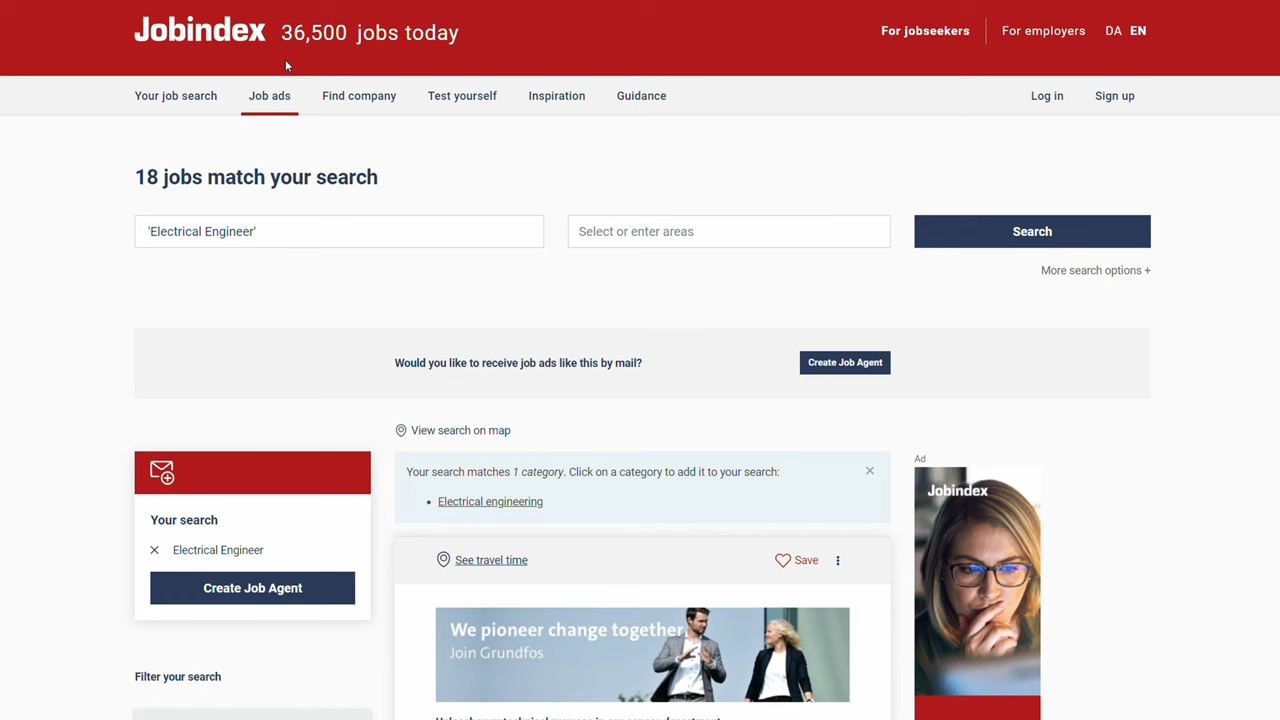 Jobindex 36,500 jobs today
For jobseekers For employers DA EN
Your job search Job ads Find company Test yourself Inspiration Guidance Log in Sign up
18 jobs match your search
'Electrical Engineer' Select or enter areas Search
More search options +
Would you like to receive job ads like this by mail? Create Job Agent
View search on map
Your search matches 1 category. Click on a category to add it to your search:
• Electrical engineering
Your search
Electrical Engineer
Create Job Agent
Filter your search
See travel time Save
We pioneer change together
Join Grundfos
Ad
Jobindex